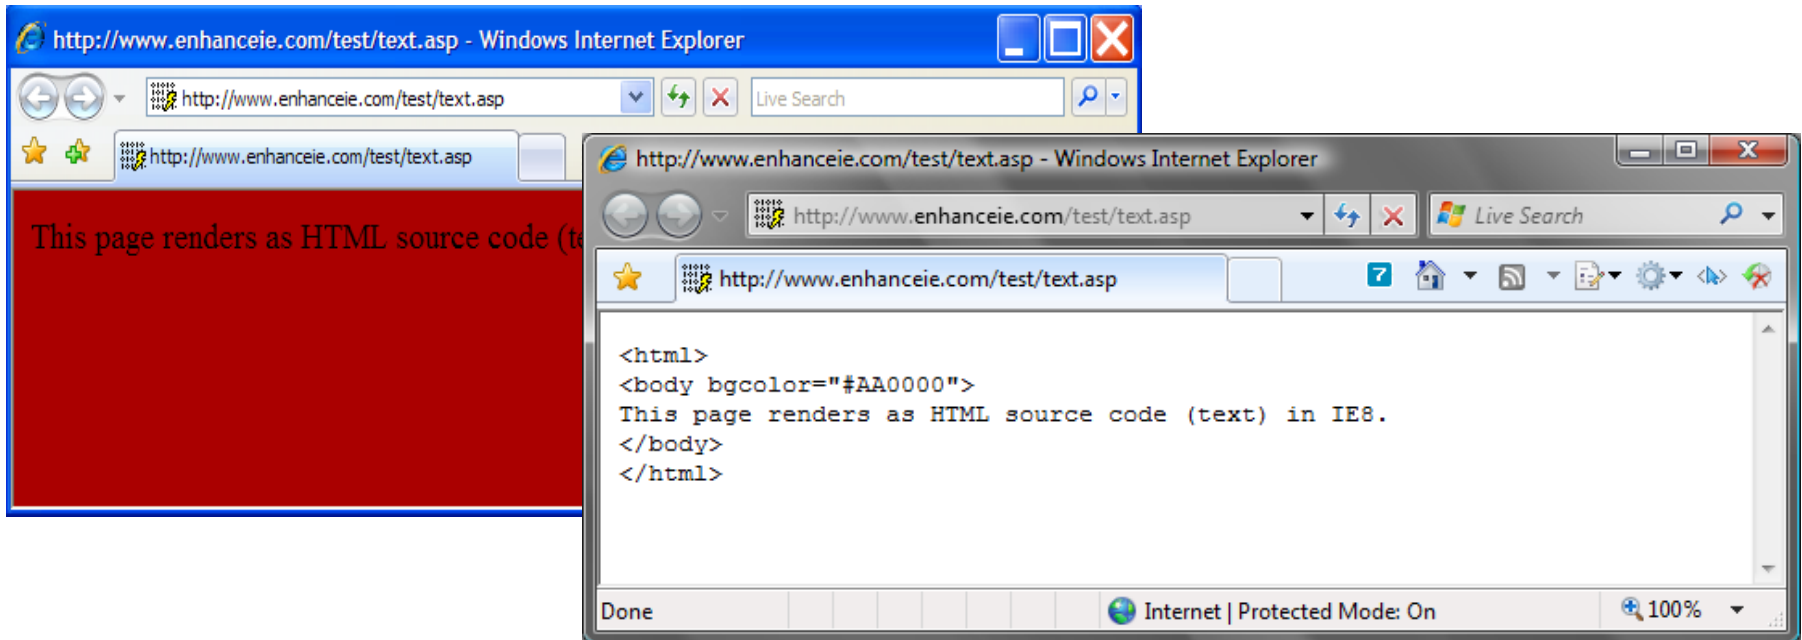 http://www.enhanceie.com/test/text.asp - Windows Internet Explorer
http://www.enhanceie.com/test/text.asp
Live Search
http://www.enhanceie.com/test/text.asp
This page renders as HTML source code (te
http://www.enhanceie.com/test/text.asp - Windows Internet Explorer
http://www.enhanceie.com/test/text.asp
Live Search
http://www.enhanceie.com/test/text.asp
7
<html>
<body bgcolor="#AA0000">
This page renders as HTML source code (text) in IE8.
</body>
</html>
Done
Internet | Protected Mode: On
100%